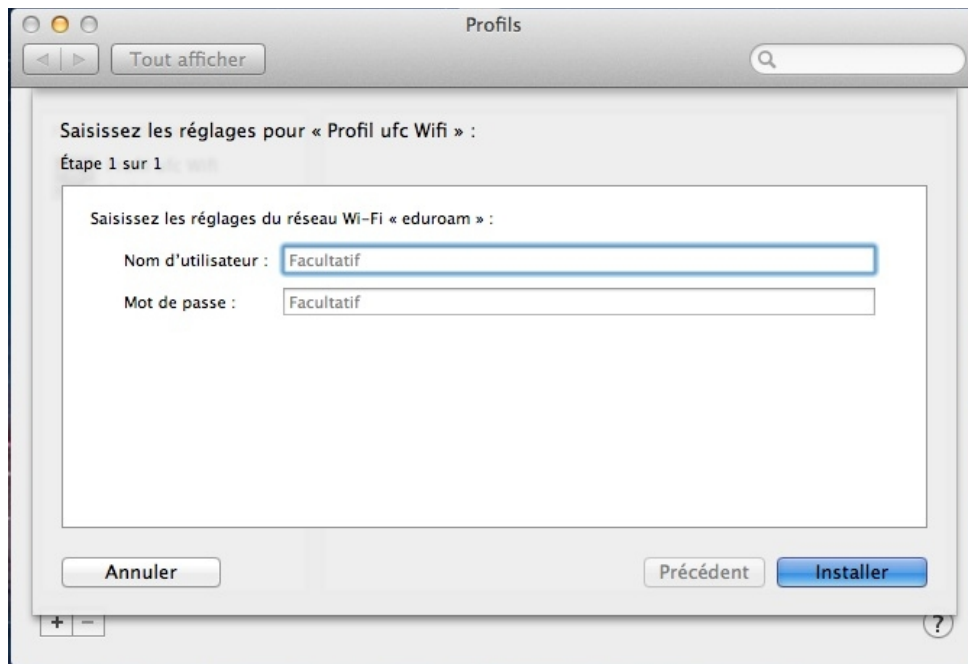 Profils
Tout afficher
Saisissez les réglages pour « Profil ufc Wifi » :
Étape 1 sur 1
Saisissez les réglages du réseau Wi-Fi « eduroam » :
Nom d'utilisateur : Facultatif
Mot de passe : Facultatif
Annuler Précédent Installer
+ − ?